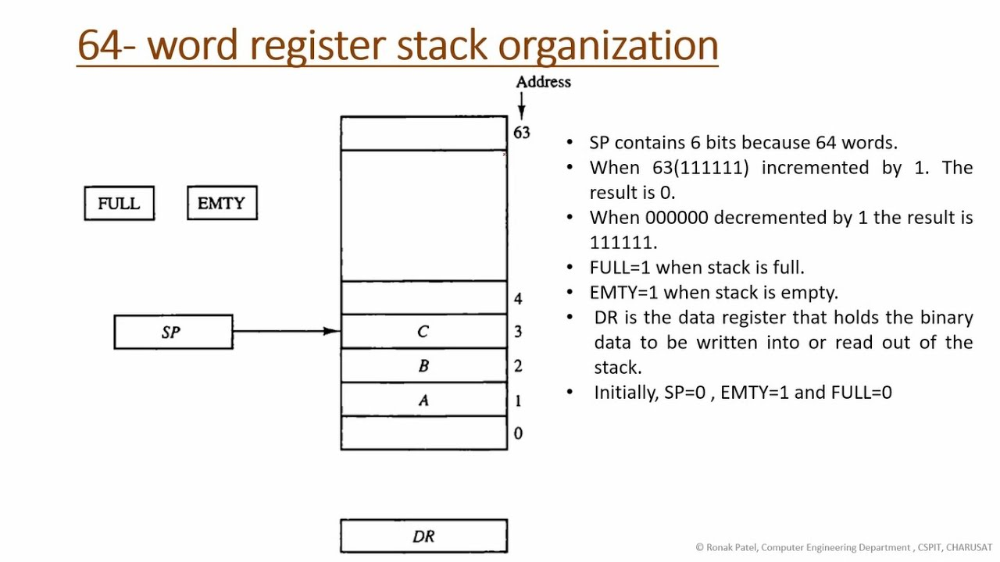 64- word register stack organization
Address
63
FULL
EMTY
4
SP
C
3
B
2
A
1
0
DR
• SP contains 6 bits because 64 words.
• When 63(111111) incremented by 1. The
result is 0.
• When 000000 decremented by 1 the result is
111111.
• FULL=1 when stack is full.
• EMTY=1 when stack is empty.
• DR is the data register that holds the binary
data to be written into or read out of the
stack.
• Initially, SP=0 , EMTY=1 and FULL=0
© Ronak Patel, Computer Engineering Department , CSPIT, CHARUSAT